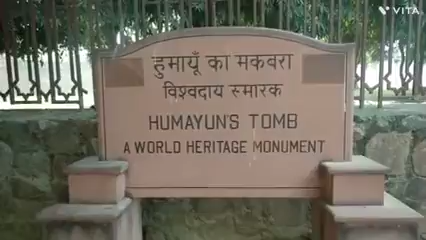 VITA
हुमायूँ का मकबरा
विश्वदाय स्मारक
HUMAYUN'S TOMB
A WORLD HERITAGE MONUMENT